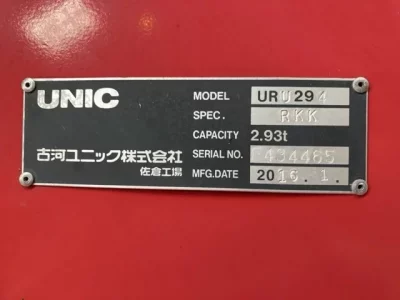 UNIC
古河ユニック株式会社
佐倉工場
MODEL URU294
SPEC. RKK
CAPACITY 2.93t
SERIAL NO. 434465
MFG.DATE 2016.1.